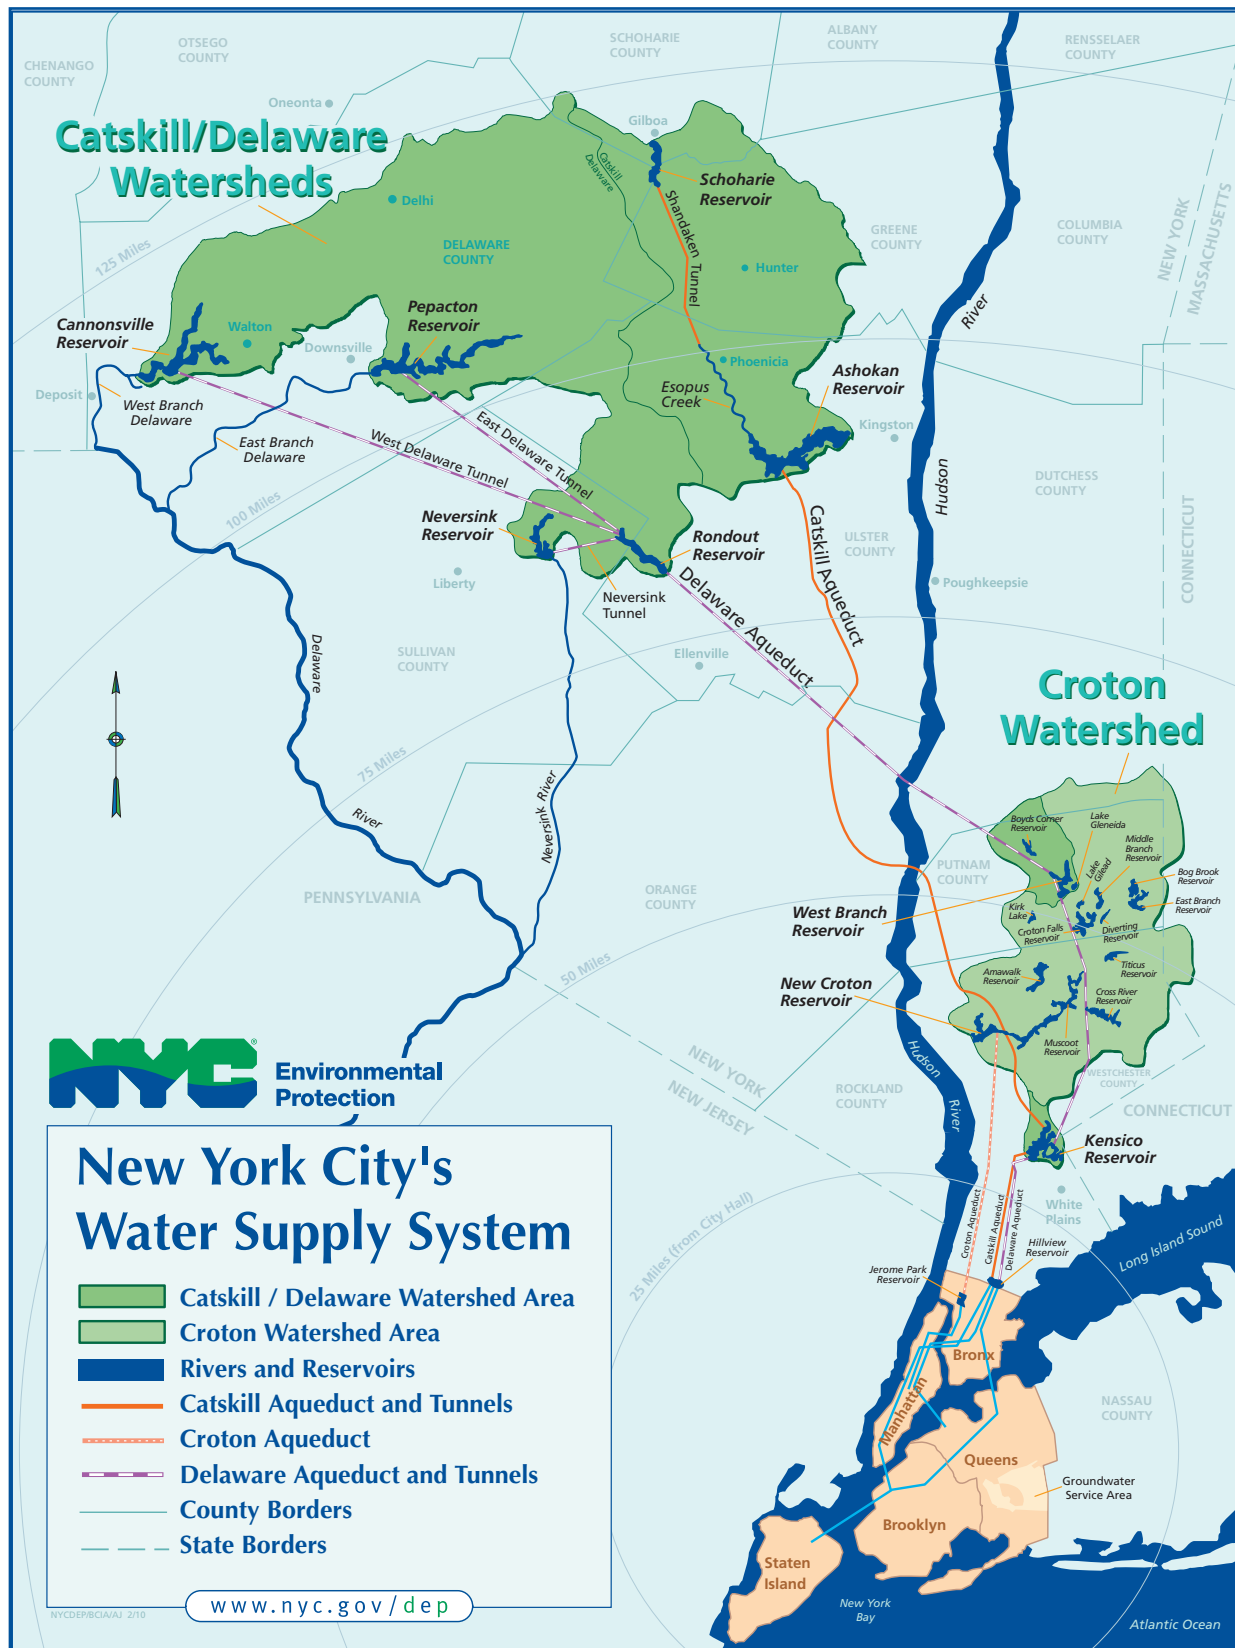 CHENANGO
COUNTY
OTSEGO
COUNTY
SCHOHARIE
COUNTY
ALBANY
COUNTY
RENSSELAER
COUNTY
Oneonta
Gilboa
Catskill/Delaware
Watersheds
Catskill
Delaware
Schoharie
Reservoir
Delhi
Shandaken Tunnel
GREENE
COUNTY
COLUMBIA
COUNTY
NEW YORK
MASSACHUSETTS
125 Miles
DELAWARE
COUNTY
Hunter
River
Cannonsville
Reservoir
Walton
Pepacton
Reservoir
Downsville
Phoenicia
Ashokan
Reservoir
Esopus
Creek
Deposit
West Branch
Delaware
East Branch
Delaware
West Delaware Tunnel
East Delaware Tunnel
Kingston
Hudson
DUTCHESS
COUNTY
CONNECTICUT
100 Miles
Neversink
Reservoir
Rondout
Reservoir
Catskill Aqueduct
ULSTER
COUNTY
Liberty
Neversink
Tunnel
Delaware Aqueduct
Poughkeepsie
SULLIVAN
COUNTY
Ellenville
Delaware
Croton
Watershed
75 Miles
River
Neversink River
Boyds Corner
Reservoir
Lake
Gleneida
Middle
Branch
Reservoir
Lake
Gilead
Bog Brook
Reservoir
East Branch
Reservoir
PUTNAM
COUNTY
PENNSYLVANIA
ORANGE
COUNTY
West Branch
Reservoir
Kirk
Lake
Croton Falls
Reservoir
Diverting
Reservoir
50 Miles
Titicus
Reservoir
Amawalk
Reservoir
New Croton
Reservoir
Cross River
Reservoir
Muscoot
Reservoir
NEW YORK
NEW JERSEY
Hudson
River
ROCKLAND
COUNTY
WESTCHESTER
COUNTY
CONNECTICUT
Kensico
Reservoir
White
Plains
NYC®
Environmental
Protection
25 Miles (from City Hall)
Croton Aqueduct
Catskill Aqueduct
Delaware Aqueduct
Hillview
Reservoir
Jerome Park
Reservoir
Long Island Sound
Bronx
Manhattan
NASSAU
COUNTY
Queens
Groundwater
Service Area
Brooklyn
Staten
Island
New York
Bay
Atlantic Ocean
New York City's
Water Supply System
Catskill / Delaware Watershed Area
Croton Watershed Area
Rivers and Reservoirs
Catskill Aqueduct and Tunnels
Croton Aqueduct
Delaware Aqueduct and Tunnels
County Borders
State Borders
NYCDEP/BCIA/AJ 2/10
www.nyc.gov/dep